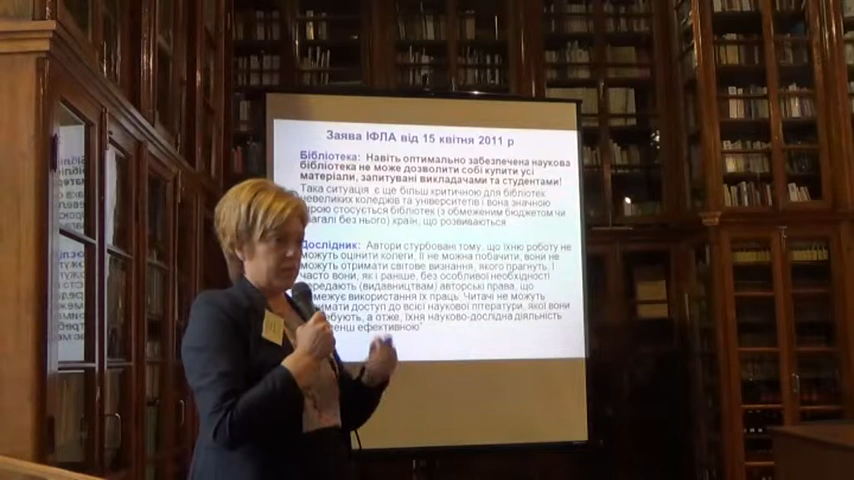 Заява ІФЛА від 15 квітня 2011 р
Бібліотека: Навіть оптимально забезпечена наукова
бібліотека не може дозволити собі купити усі
матеріали, запитувані викладачами та студентами!
Така ситуація є ще більш критичною для бібліотек
невеликих коледжів та університетів і вона значною
мірою стосується бібліотек (з обмеженим бюджетом чи
взагалі без нього) країн, що розвиваються
Дослідник: Автори стурбовані тому, що їхню роботу не
можуть оцінити колеги, її не можна побачити, вони не
можуть отримати світове визнання, якого прагнуть. І
часто вони, як і раніше, без особливої необхідності
передають (видавництвам) авторські права, що
обмежує використання їх праць. Читачі не можуть
отримати доступ до всієї наукової літератури, якої вони
потребують, а отже, їхня науково-дослідна діяльність
менш ефективною"